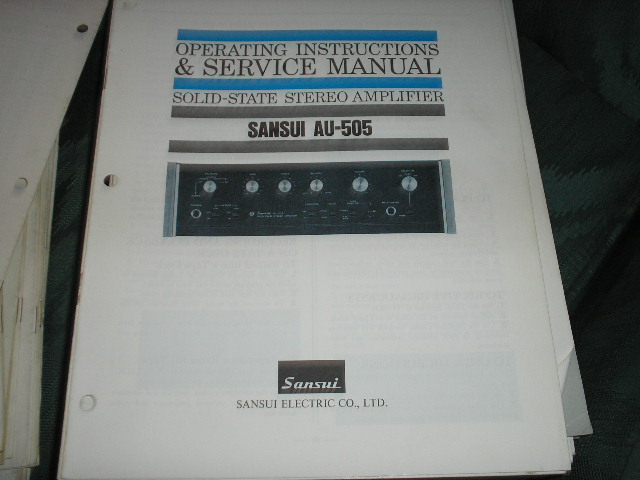 OPERATING INSTRUCTIONS
& SERVICE MANUAL
SOLID-STATE STEREO AMPLIFIER
SANSUI AU-505
Sansui
SANSUI ELECTRIC CO., LTD.